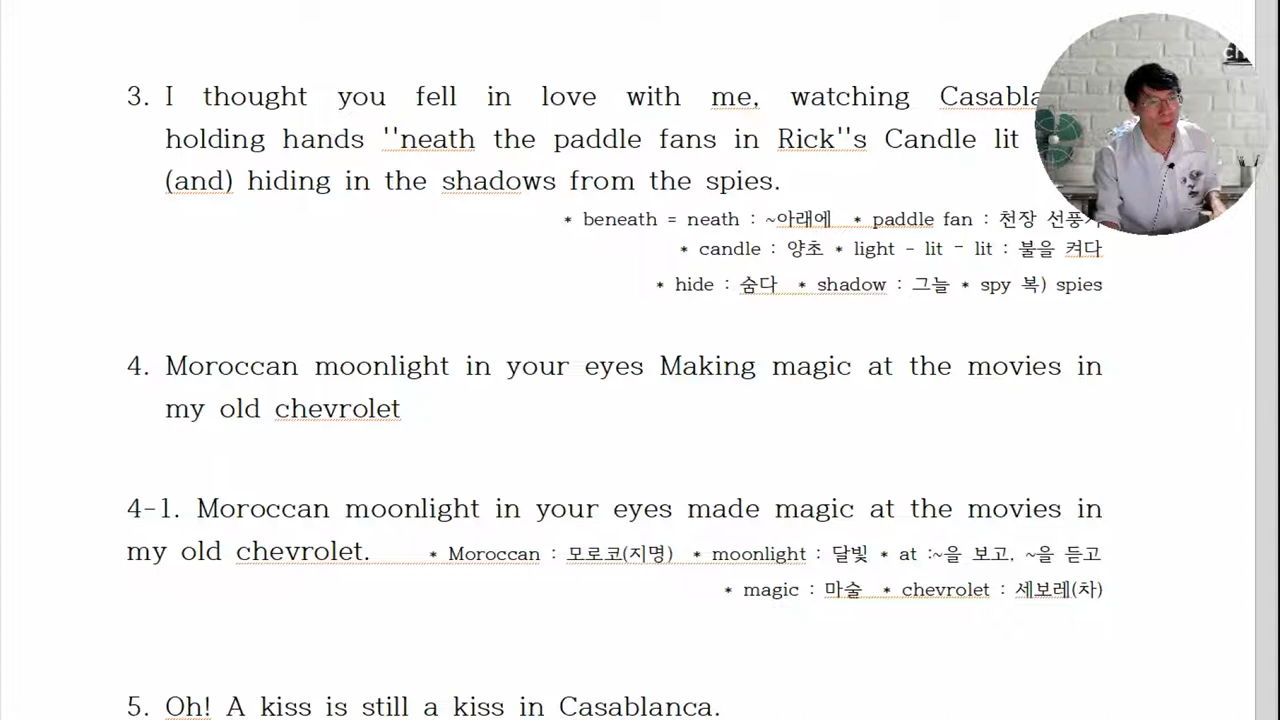 3. I thought you fell in love with me, watching
holding hands ''neath the paddle fans in Rick''s Candle lit
(and) hiding in the shadows from the spies.
* beneath = neath : ~아래에 * paddle fan : 천장
* candle : 양초 * light - lit - lit : 불을 켜다
* hide : 숨다 * shadow : 그늘 * spy 복) spies
4. Moroccan moonlight in your eyes Making magic at the movies in
my old chevrolet
4-1. Moroccan moonlight in your eyes made magic at the movies in
my old chevrolet. * Moroccan : 모로코(지명) * moonlight : 달빛 * at :~을 보고, ~을 듣고
* magic : 마술 * chevrolet : 세보레(차)
5. Oh! A kiss is still a kiss in Casablanca.